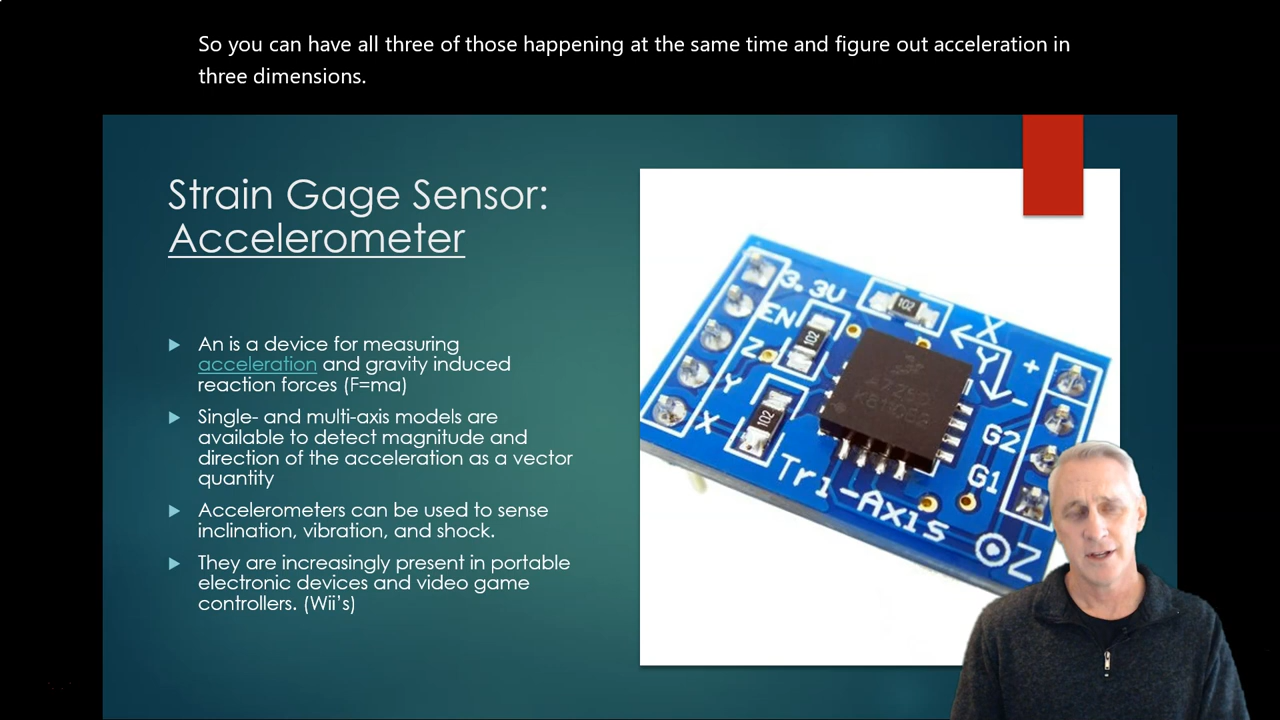 So you can have all three of those happening at the same time and figure out acceleration in
three dimensions.
Strain Gage Sensor:
Accelerometer
An is a device for measuring
acceleration and gravity induced
reaction forces (F=ma)
Single- and multi-axis models are
available to detect magnitude and
direction of the acceleration as a vector
quantity
Accelerometers can be used to sense
inclination, vibration, and shock.
They are increasingly present in portable
electronic devices and video game
controllers. (Wii's)
3.3V
EN
Z
Y
X
102
102
102
X
Y
+
-
G2
G1
Tri-Axis
Z